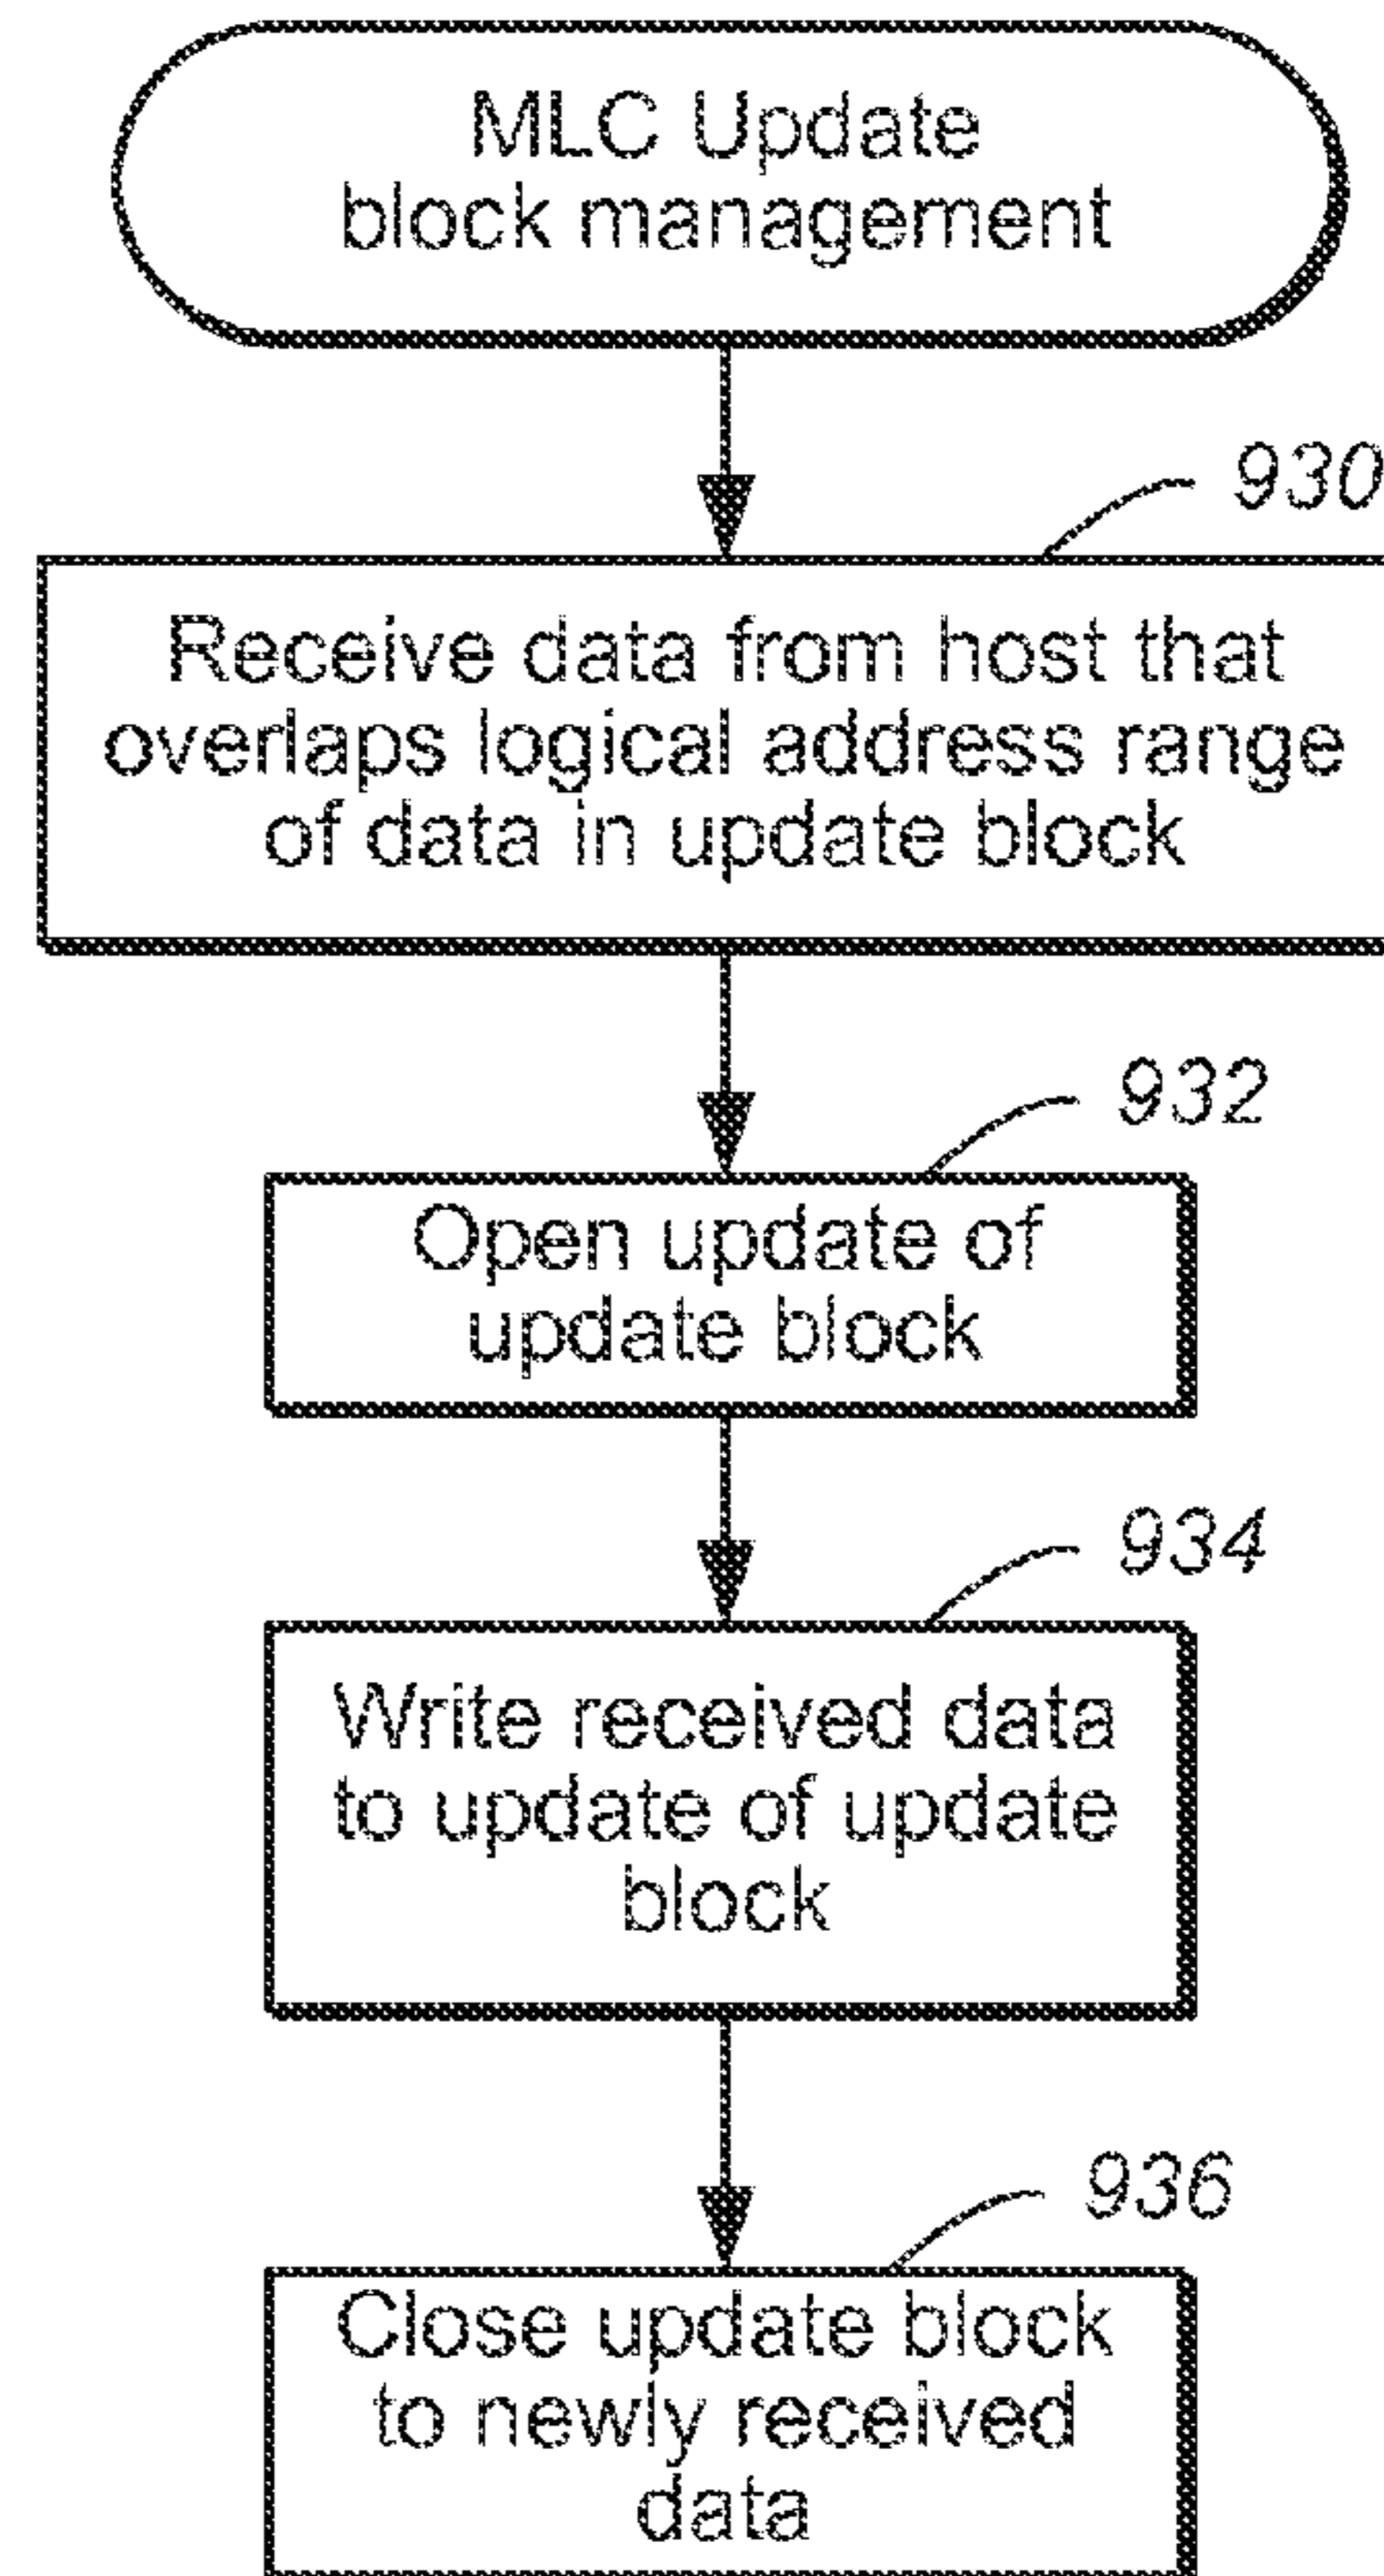 MLC Update
block management
930
Receive data from host that
overlaps logical address range
of data in update block
932
Open update of
update block
934
Write received data
to update of update
block
936
Close update block
to newly received
data